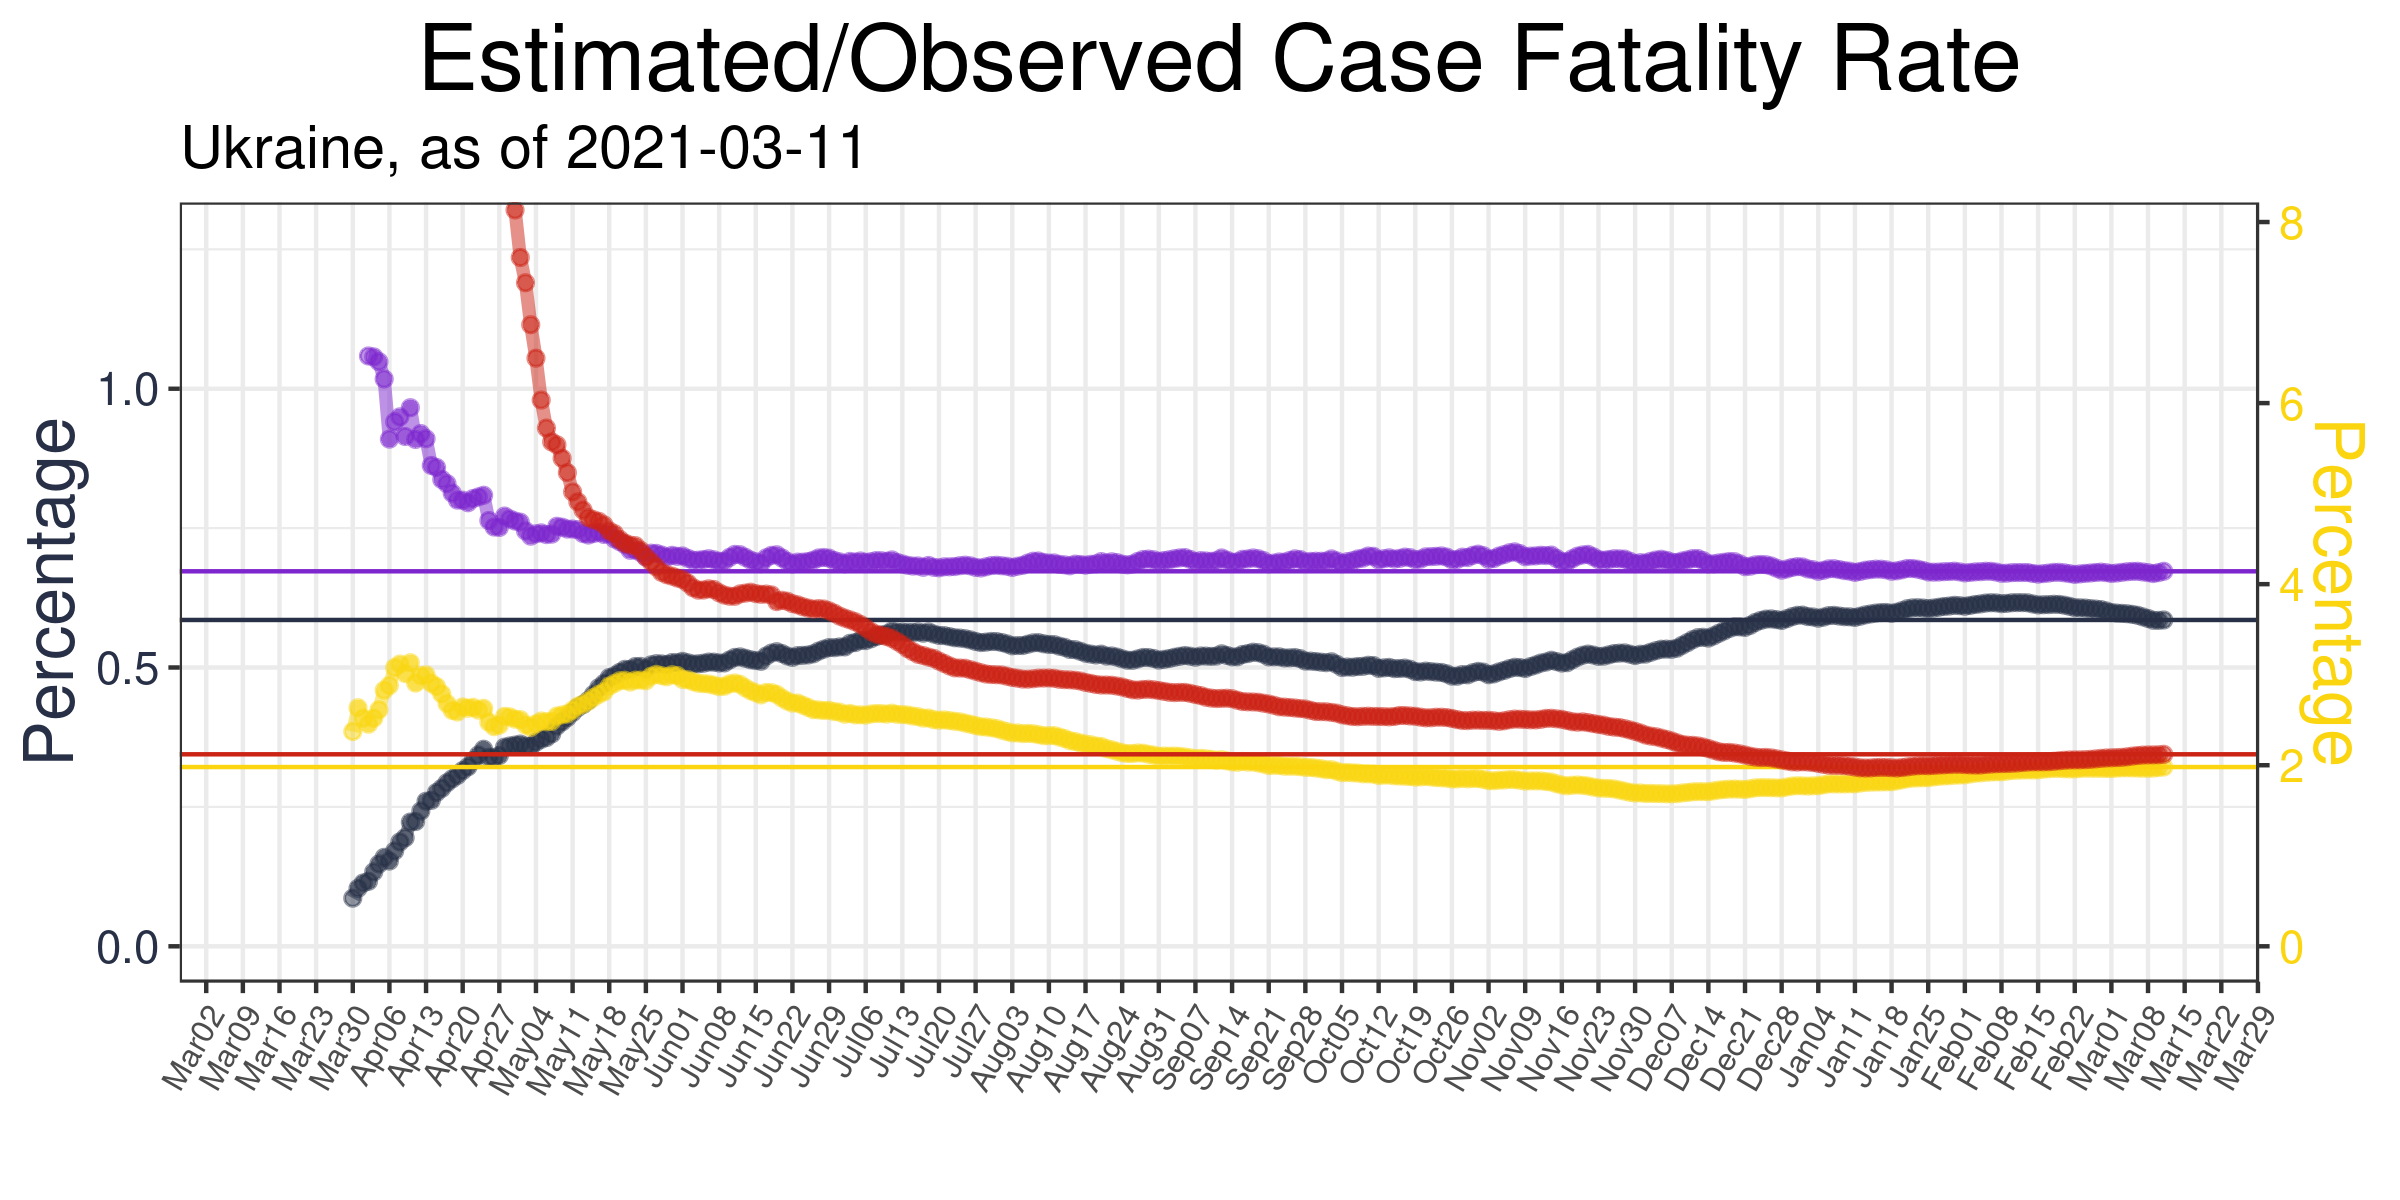 Estimated/Observed Case Fatality Rate
Ukraine, as of 2021-03-11
Percentage
1.0
0.5
0.0
8
6
4
2
0
Percentage
Mar02
Mar09
Mar16
Mar23
Mar30
Apr06
Apr13
Apr20
Apr27
May04
May11
May18
May25
Jun01
Jun08
Jun15
Jun22
Jun29
Jul06
Jul13
Jul20
Jul27
Aug03
Aug10
Aug17
Aug24
Aug31
Sep07
Sep14
Sep21
Sep28
Oct05
Oct12
Oct19
Oct26
Nov02
Nov09
Nov16
Nov23
Nov30
Dec07
Dec14
Dec21
Dec28
Jan04
Jan11
Jan18
Jan25
Feb01
Feb08
Feb15
Feb22
Mar01
Mar08
Mar15
Mar22
Mar29